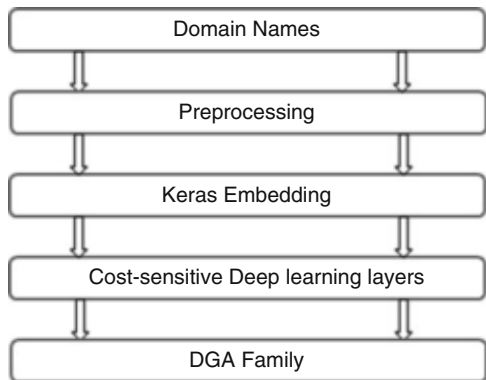 Domain Names
Preprocessing
Keras Embedding
Cost-sensitive Deep learning layers
DGA Family